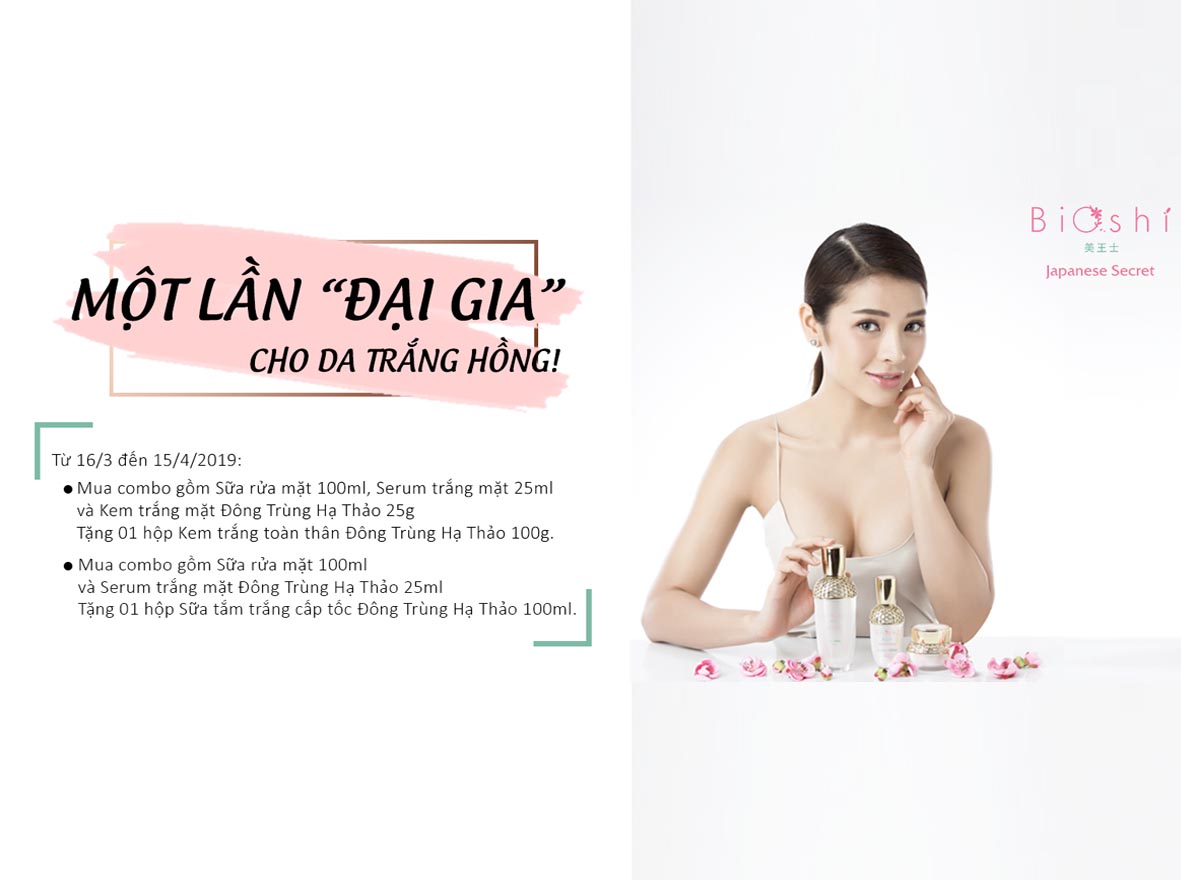 MỘT LẦN “ĐẠI GIA”
CHO DA TRẮNG HỒNG!
Từ 16/3 đến 15/4/2019:
● Mua combo gồm Sữa rửa mặt 100ml, Serum trắng mặt 25ml
và Kem trắng mặt Đông Trùng Hạ Thảo 25g
Tặng 01 hộp Kem trắng toàn thân Đông Trùng Hạ Thảo 100g.
● Mua combo gồm Sữa rửa mặt 100ml
và Serum trắng mặt Đông Trùng Hạ Thảo 25ml
Tặng 01 hộp Sữa tắm trắng cấp tốc Đông Trùng Hạ Thảo 100ml.
Bioshi
美王士
Japanese Secret